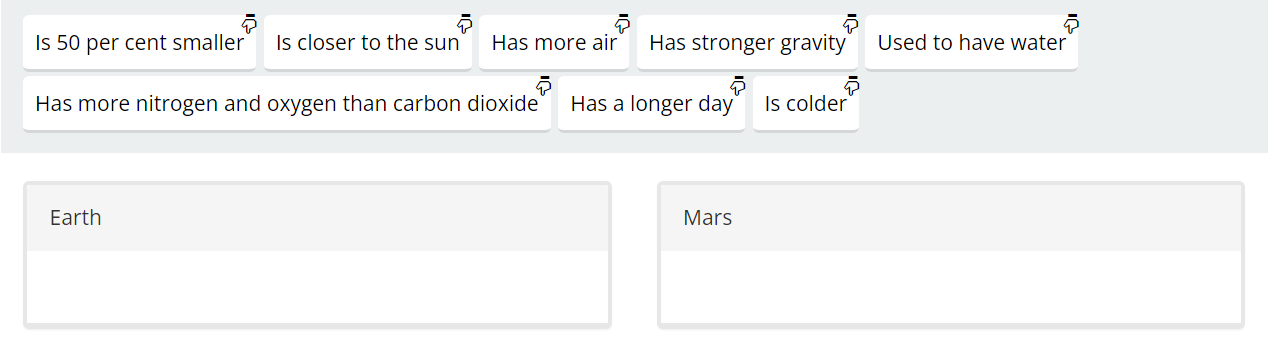 Is 50 per cent smaller Is closer to the sun Has more air Has stronger gravity Used to have water
Has more nitrogen and oxygen than carbon dioxide Has a longer day Is colder
Earth Mars